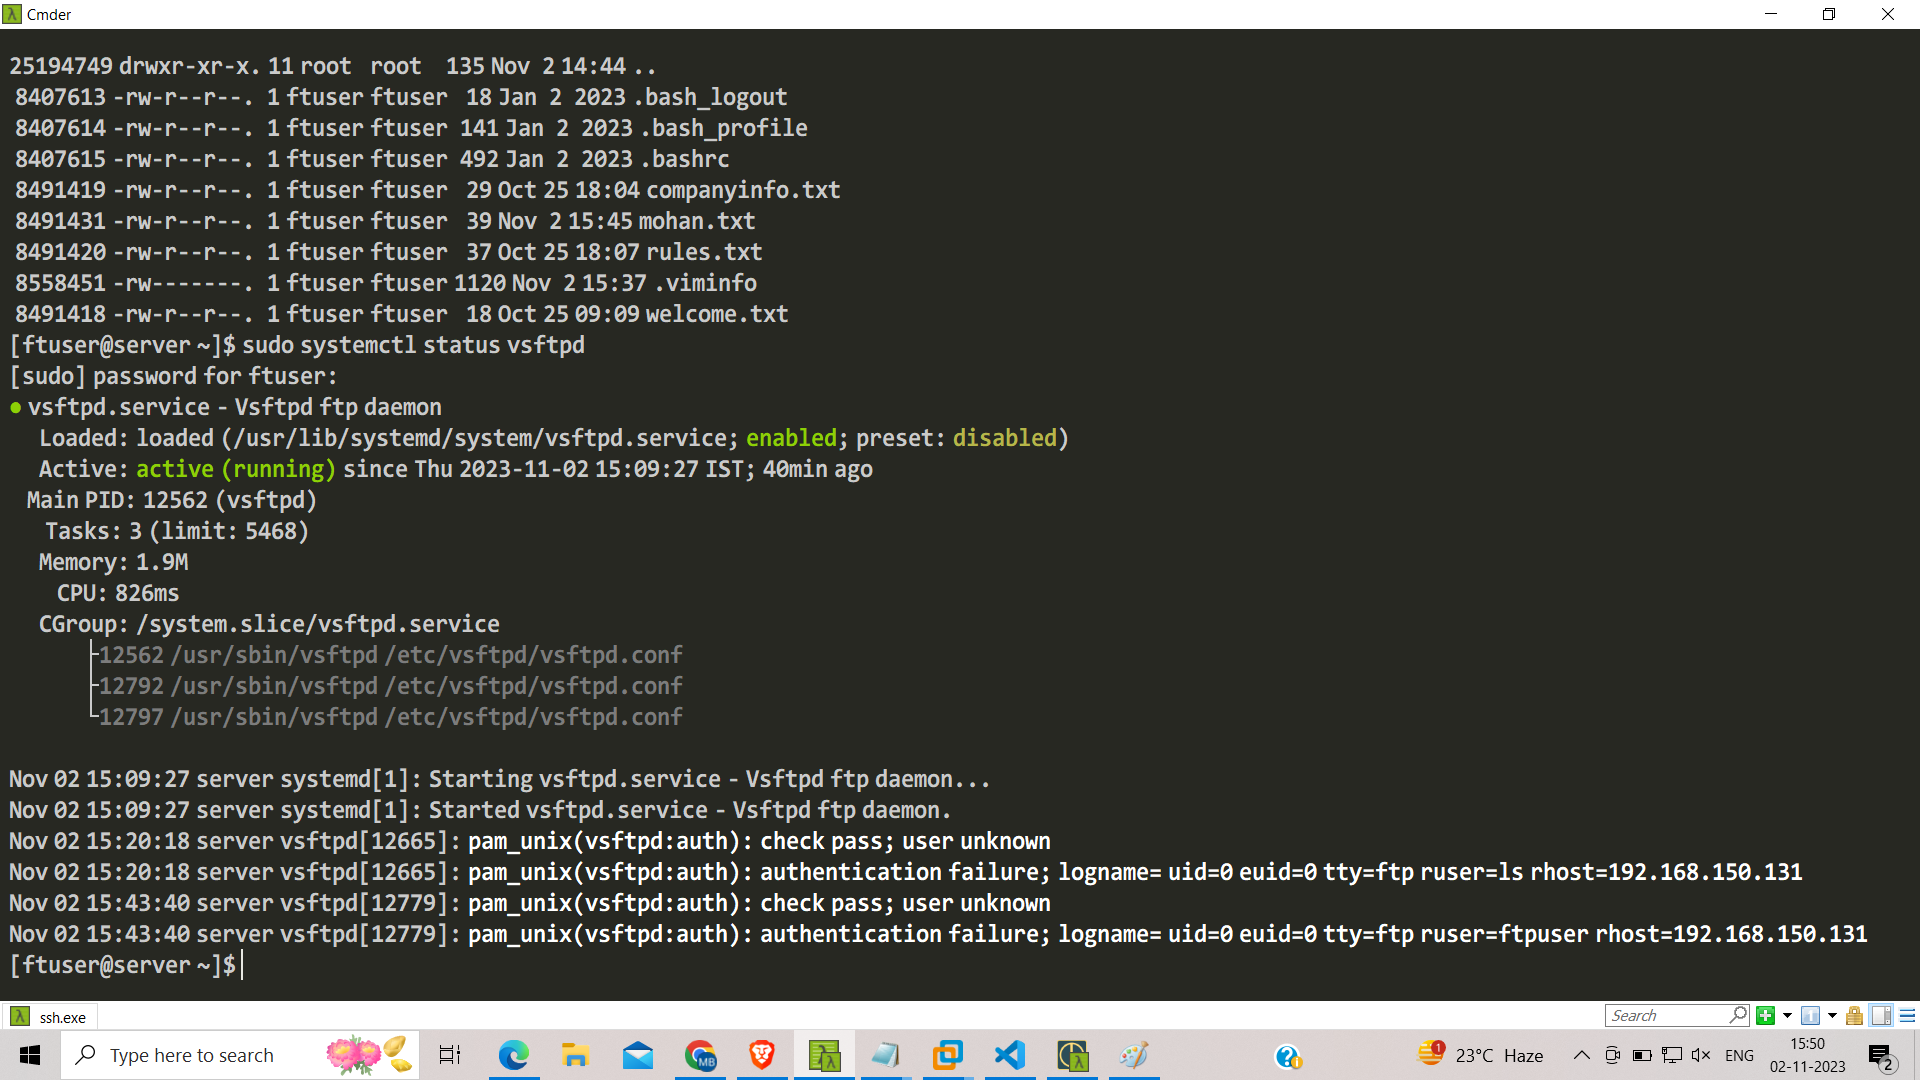 Cmder
25194749 drwxr-xr-x. 11 root root 135 Nov 2 14:44 ..
8407613 -rw-r--r--. 1 ftuser ftuser 18 Jan 2 2023 .bash_logout
8407614 -rw-r--r--. 1 ftuser ftuser 141 Jan 2 2023 .bash_profile
8407615 -rw-r--r--. 1 ftuser ftuser 492 Jan 2 2023 .bashrc
8491419 -rw-r--r--. 1 ftuser ftuser 29 Oct 25 18:04 companyinfo.txt
8491431 -rw-r--r--. 1 ftuser ftuser 39 Nov 2 15:45 mohan.txt
8491420 -rw-r--r--. 1 ftuser ftuser 37 Oct 25 18:07 rules.txt
8558451 -rw-------. 1 ftuser ftuser 1120 Nov 2 15:37 .viminfo
8491418 -rw-r--r--. 1 ftuser ftuser 18 Oct 25 09:09 welcome.txt
[ftuser@server ~]$ sudo systemctl status vsftpd
[sudo] password for ftuser:
● vsftpd.service - Vsftpd ftp daemon
Loaded: loaded (/usr/lib/systemd/system/vsftpd.service; enabled; preset: disabled)
Active: active (running) since Thu 2023-11-02 15:09:27 IST; 40min ago
Main PID: 12562 (vsftpd)
Tasks: 3 (limit: 5468)
Memory: 1.9M
CPU: 826ms
CGroup: /system.slice/vsftpd.service
├─12562 /usr/sbin/vsftpd /etc/vsftpd/vsftpd.conf
├─12792 /usr/sbin/vsftpd /etc/vsftpd/vsftpd.conf
└─12797 /usr/sbin/vsftpd /etc/vsftpd/vsftpd.conf
Nov 02 15:09:27 server systemd[1]: Starting vsftpd.service - Vsftpd ftp daemon...
Nov 02 15:09:27 server systemd[1]: Started vsftpd.service - Vsftpd ftp daemon.
Nov 02 15:20:18 server vsftpd[12665]: pam_unix(vsftpd:auth): check pass; user unknown
Nov 02 15:20:18 server vsftpd[12665]: pam_unix(vsftpd:auth): authentication failure; logname= uid=0 euid=0 tty=ftp ruser=ls rhost=192.168.150.131
Nov 02 15:43:40 server vsftpd[12779]: pam_unix(vsftpd:auth): check pass; user unknown
Nov 02 15:43:40 server vsftpd[12779]: pam_unix(vsftpd:auth): authentication failure; logname= uid=0 euid=0 tty=ftp ruser=ftpuser rhost=192.168.150.131
[ftuser@server ~]$
ssh.exe
Search
Type here to search
MB
1
23°C Haze
ENG
15:50
02-11-2023
2